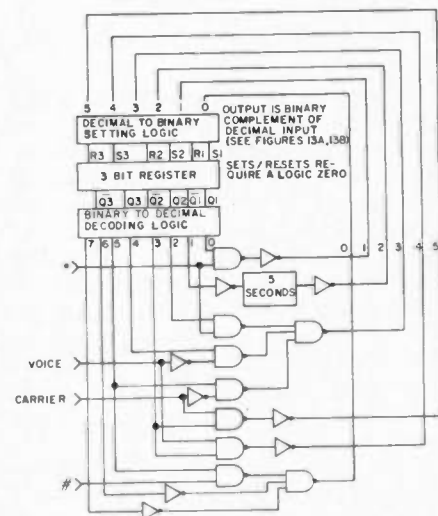 5 4 3 2 1 0
DECIMAL TO BINARY
SETTING LOGIC
OUTPUT IS BINARY
COMPLEMENT OF
DECIMAL INPUT
(SEE FIGURES 13A,13B)
R3 S3 R2 S2 R1 S1
3 BIT REGISTER
SETS/RESETS RE-
QUIRE A LOGIC ZERO
Q̅3 Q3 Q̅2 Q2 Q̅1 Q1
BINARY TO DECIMAL
DECODING LOGIC
7 6 5 4 3 2 1 0
0 1 2 3 4 5
*
5
SECONDS
VOICE
CARRIER
#